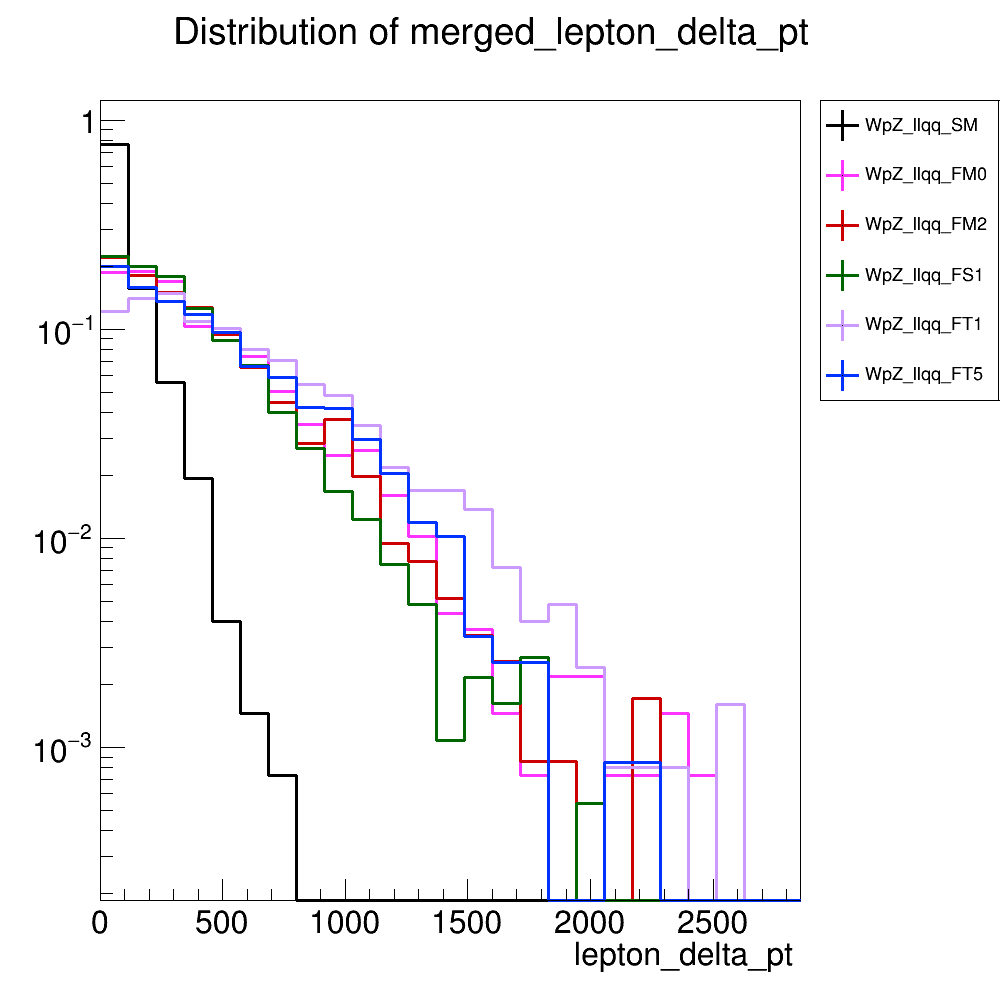 Distribution of merged_lepton_delta_pt
1
10⁻¹
10⁻²
10⁻³
0 500 1000 1500 2000 2500
lepton_delta_pt
WpZ_llqq_SM
WpZ_llqq_FM0
WpZ_llqq_FM2
WpZ_llqq_FS1
WpZ_llqq_FT1
WpZ_llqq_FT5